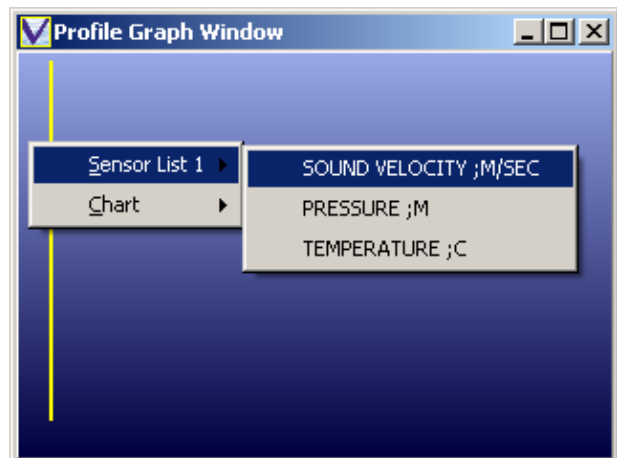 Profile Graph Window
Sensor List 1
Chart
SOUND VELOCITY ;M/SEC
PRESSURE ;M
TEMPERATURE ;C